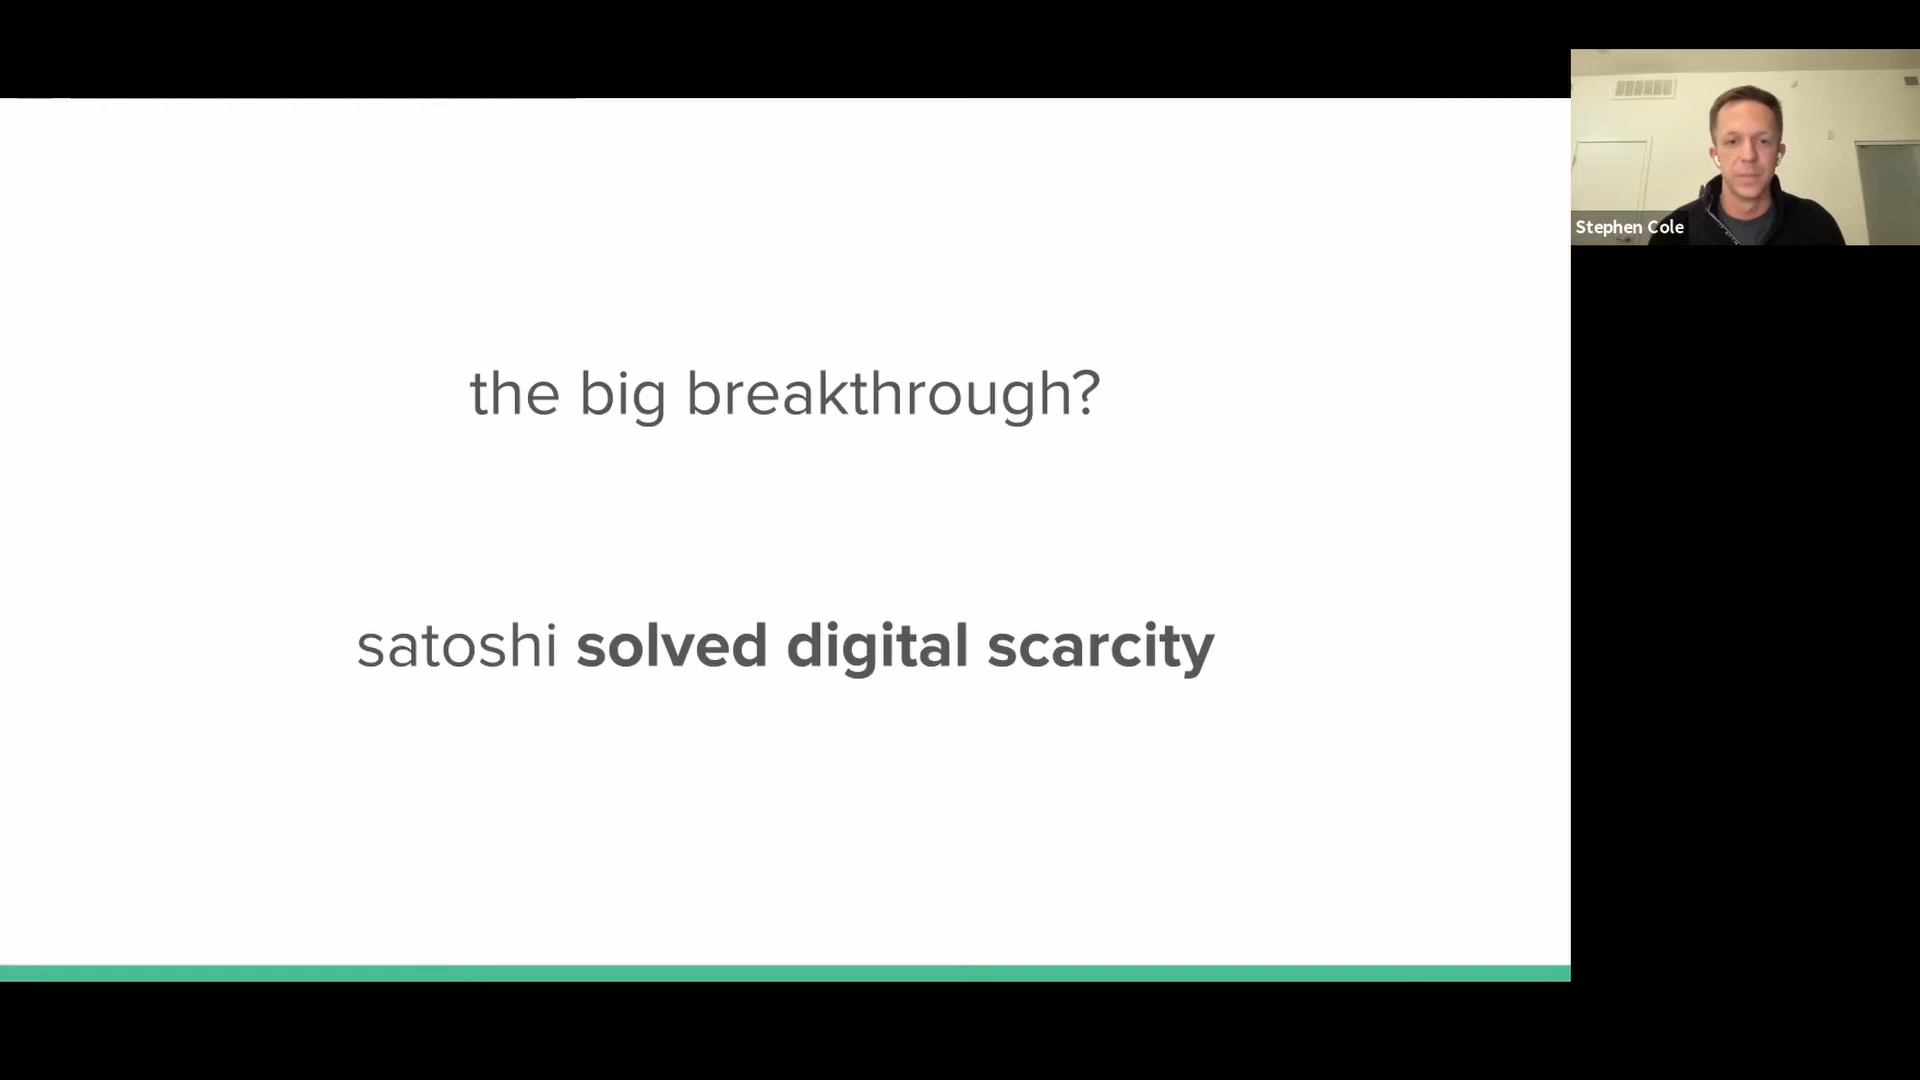 the big breakthrough?
satoshi solved digital scarcity
Stephen Cole